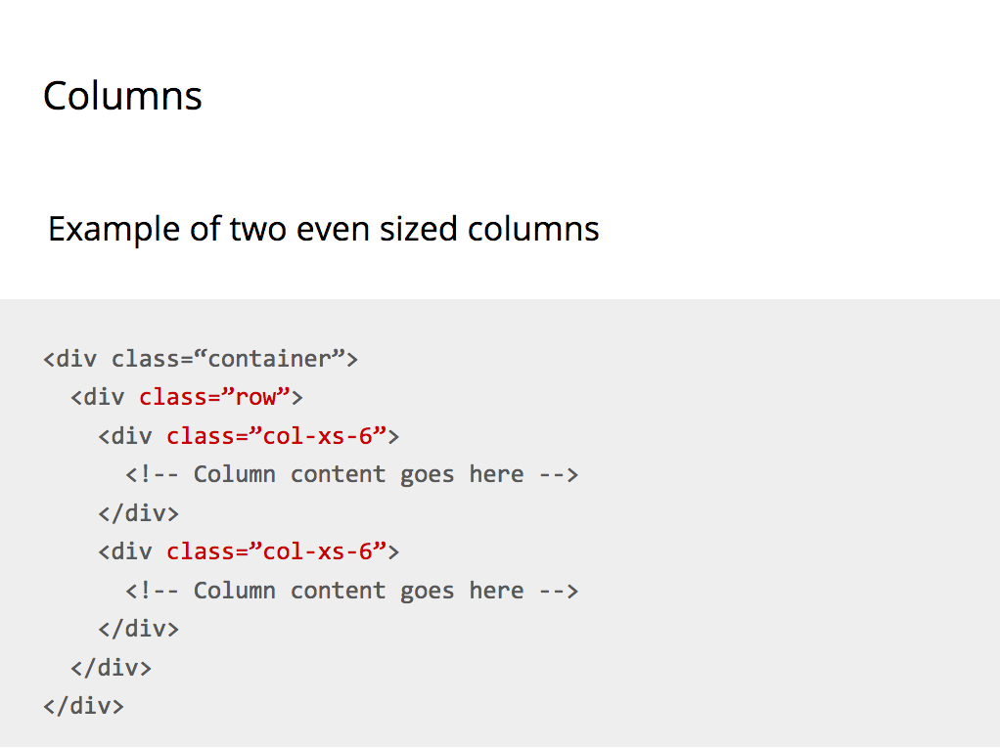 Columns
Example of two even sized columns
<div class=“container”>
<div class=”row”>
<div class=”col-xs-6”>
<!-- Column content goes here -->
</div>
<div class=”col-xs-6”>
<!-- Column content goes here -->
</div>
</div>
</div>